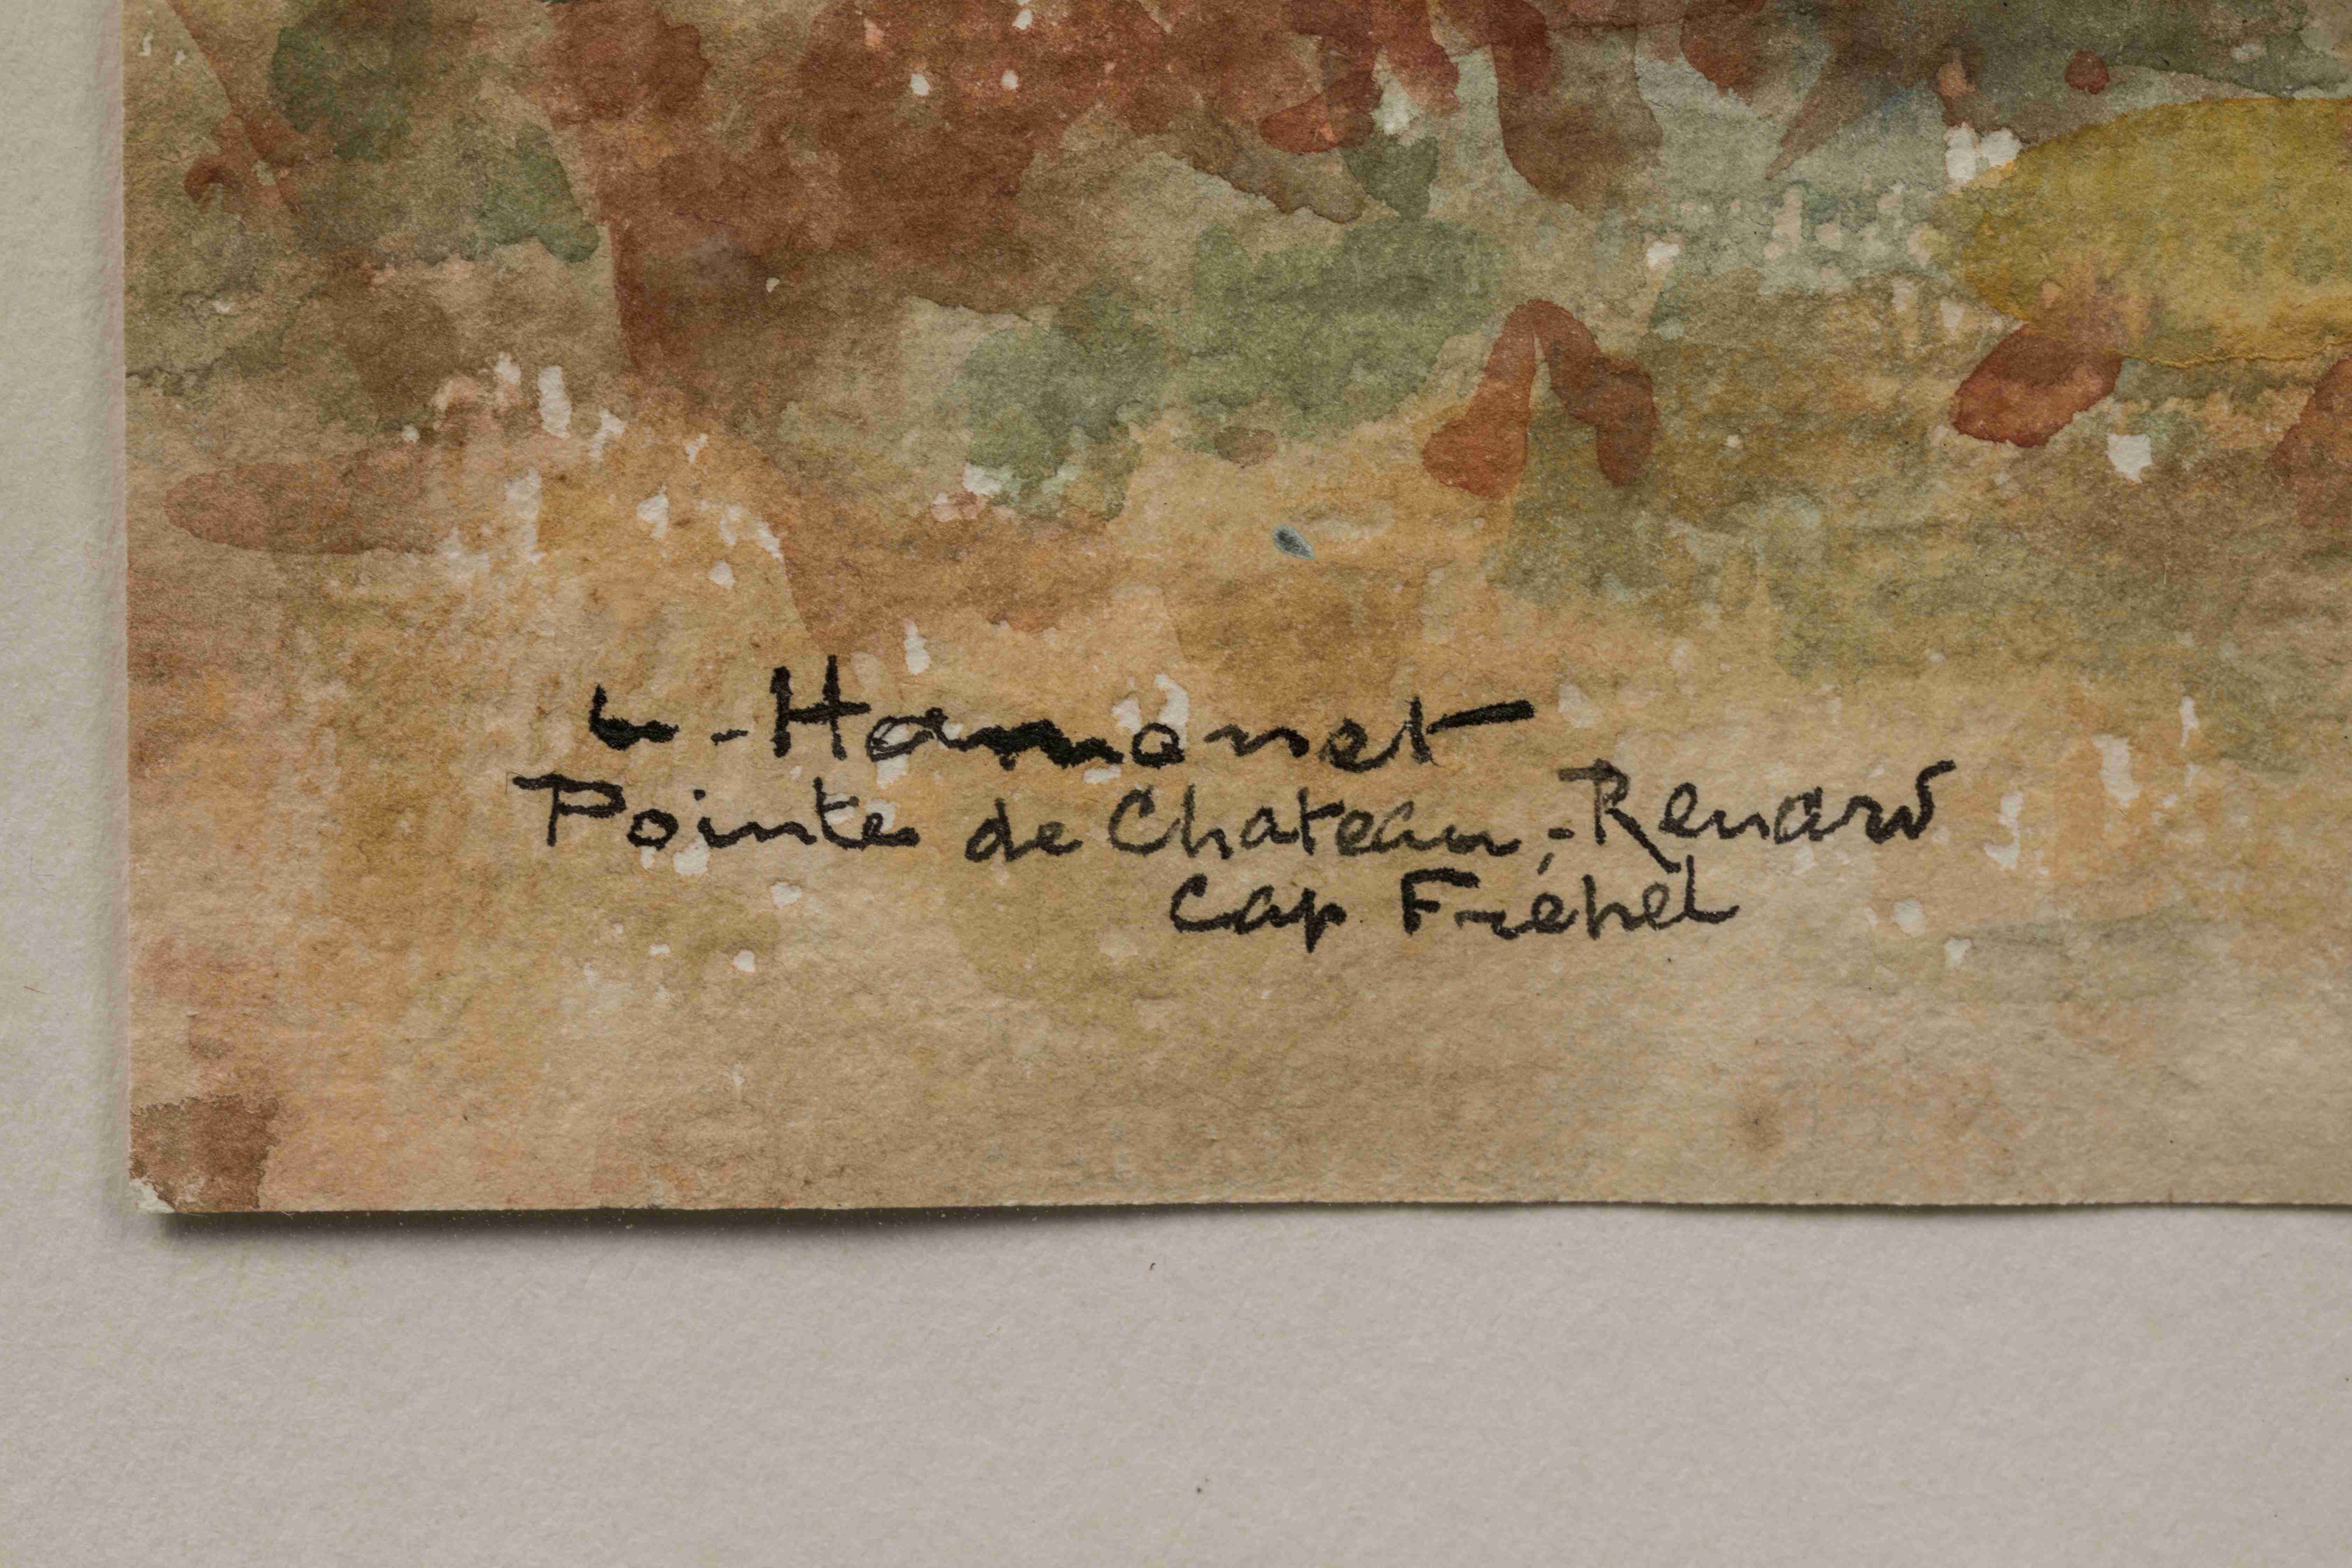 L-Hamonet
Pointe de Chateau-Renard
Cap Fréhel